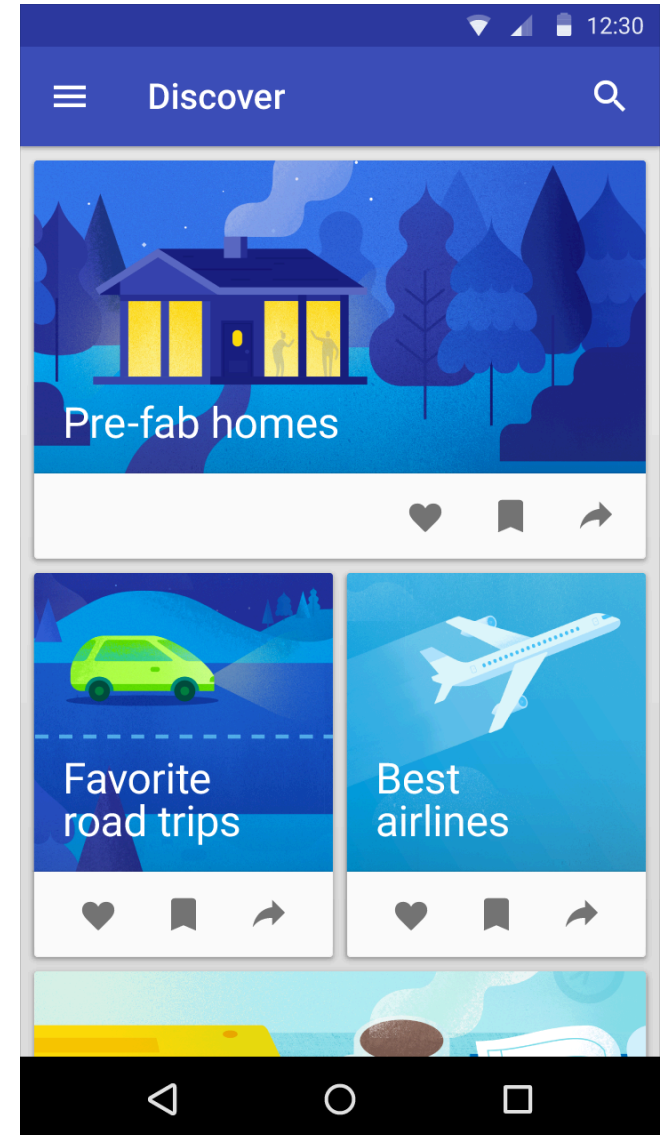 12:30
Discover
Pre-fab homes
Favorite
road trips
Best
airlines